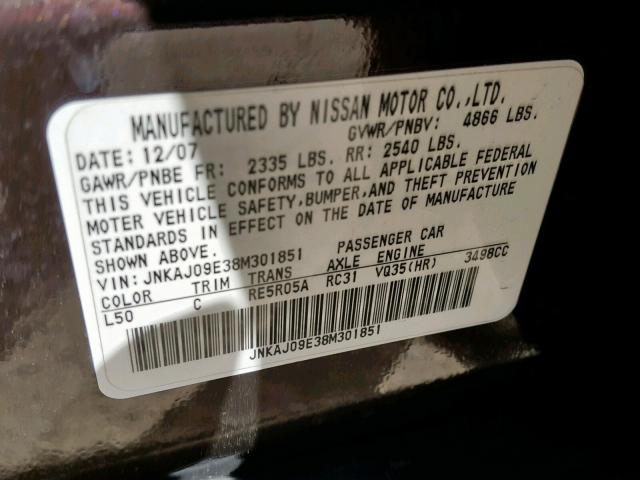 MANUFACTURED BY NISSAN MOTOR CO.,LTD.
DATE: 12/07 GVWR/PNBV: 4866 LBS.
GAWR/PNBE FR: 2335 LBS. RR: 2540 LBS.
THIS VEHICLE CONFORMS TO ALL APPLICABLE FEDERAL
MOTER VEHICLE SAFETY,BUMPER,AND THEFT PREVENTION
STANDARDS IN EFFECT ON THE DATE OF MANUFACTURE
SHOWN ABOVE.
VIN: JNKAJ09E38M301851 PASSENGER CAR
COLOR TRIM TRANS AXLE ENGINE
L50 C RE5R05A RC31 VQ35(HR) 3498CC
JNKAJ09E38M301851